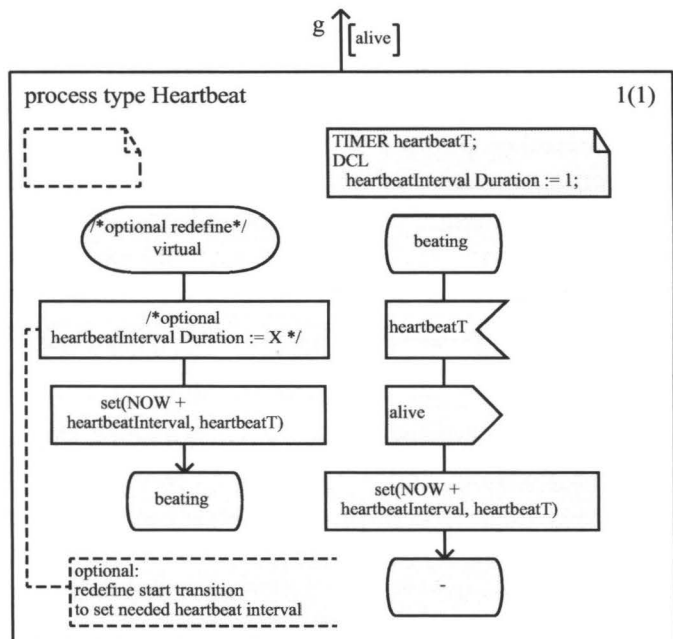 g
[alive]
process type Heartbeat 1(1)
TIMER heartbeatT;
DCL
heartbeatInterval Duration := 1;
/*optional redefine*/
virtual
/*optional
heartbeatInterval Duration := X */
set(NOW +
heartbeatInterval, heartbeatT)
beating
optional:
redefine start transition
to set needed heartbeat interval
beating
heartbeatT
alive
set(NOW +
heartbeatInterval, heartbeatT)
-